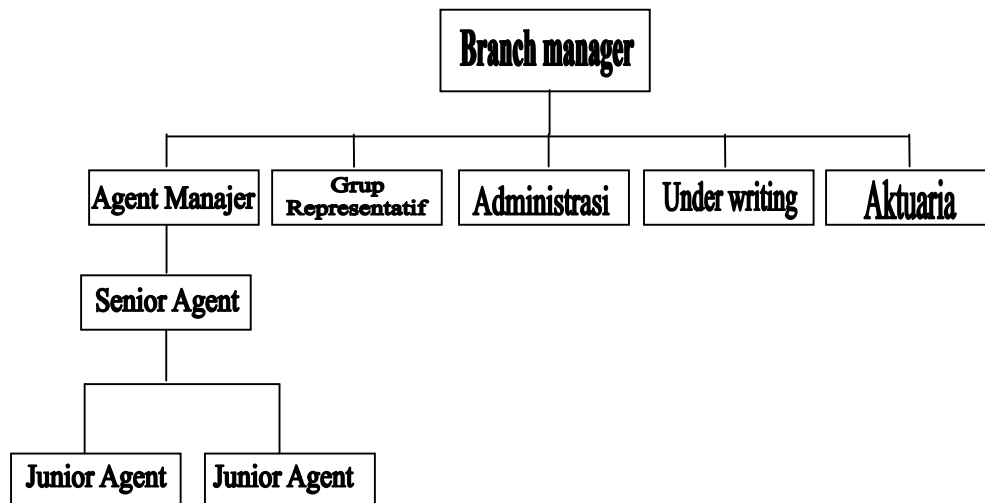 Branch manager
Agent Manajer
Grup
Representatif
Administrasi
Under writing
Aktuaria
Senior Agent
Junior Agent
Junior Agent